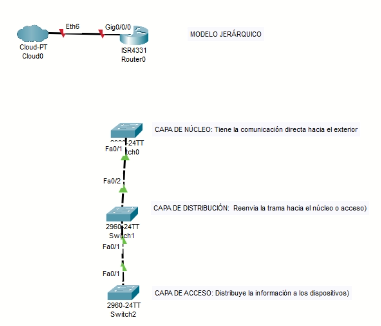 Eth6
Gig0/0/0
MODELO JERÁRQUICO
Cloud-PT
Cloud0
ISR4331
Router0
CAPA DE NÚCLEO: Tiene la comunicación directa hacia el exterior
-24TT
tch0
Fa0/1
Fa0/2
CAPA DE DISTRIBUCIÓN: Reenvia la trama hacia el núcleo o acceso)
2960-24TT
Switch1
Fa0/1
Fa0/1
CAPA DE ACCESO: Distribuye la información a los dispositivos)
2960-24TT
Switch2